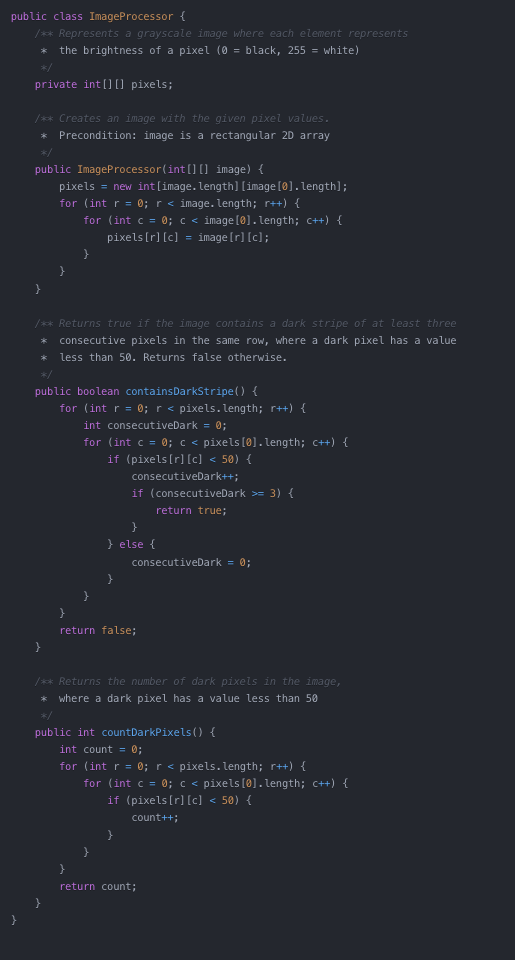 public class ImageProcessor {
    /** Represents a grayscale image where each element represents
     *  the brightness of a pixel (0 = black, 255 = white)
     */
    private int[][] pixels;

    /** Creates an image with the given pixel values.
     *  Precondition: image is a rectangular 2D array
     */
    public ImageProcessor(int[][] image) {
        pixels = new int[image.length][image[0].length];
        for (int r = 0; r < image.length; r++) {
            for (int c = 0; c < image[0].length; c++) {
                pixels[r][c] = image[r][c];
            }
        }
    }

    /** Returns true if the image contains a dark stripe of at least three
     *  consecutive pixels in the same row, where a dark pixel has a value
     *  less than 50. Returns false otherwise.
     */
    public boolean containsDarkStripe() {
        for (int r = 0; r < pixels.length; r++) {
            int consecutiveDark = 0;
            for (int c = 0; c < pixels[0].length; c++) {
                if (pixels[r][c] < 50) {
                    consecutiveDark++;
                    if (consecutiveDark >= 3) {
                        return true;
                    }
                } else {
                    consecutiveDark = 0;
                }
            }
        }
        return false;
    }

    /** Returns the number of dark pixels in the image,
     *  where a dark pixel has a value less than 50
     */
    public int countDarkPixels() {
        int count = 0;
        for (int r = 0; r < pixels.length; r++) {
            for (int c = 0; c < pixels[0].length; c++) {
                if (pixels[r][c] < 50) {
                    count++;
                }
            }
        }
        return count;
    }
}